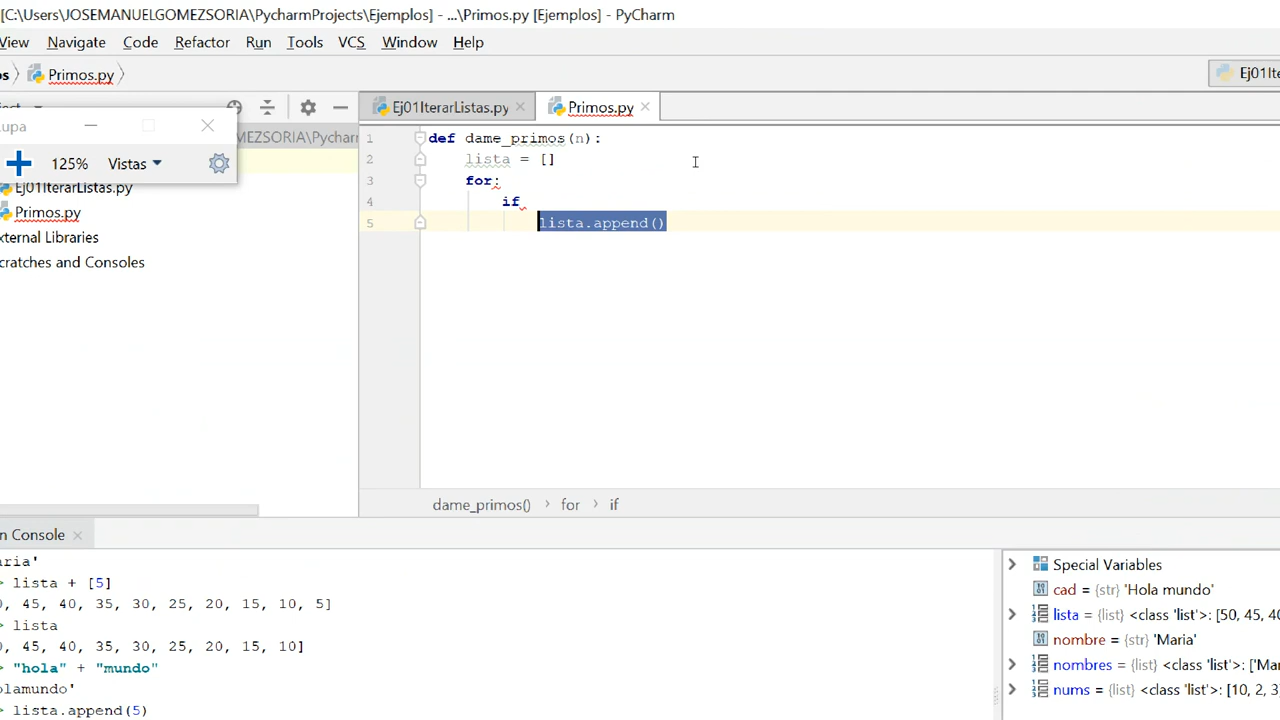 [C:\Users\JOSEMANUELGOMEZSORIA\PycharmProjects\Ejemplos] - ...\Primos.py [Ejemplos] - PyCharm
View Navigate Code Refactor Run Tools VCS Window Help
Primos.py
Ej01Ite
Ej01IterarListas.py Primos.py
upa
MEZSORIA\Pycharm
125% Vistas
Ej01IterarListas.py
Primos.py
xternal Libraries
cratches and Consoles
1 def dame_primos(n):
2 lista = []
3 for:
4 if
5 lista.append()
dame_primos() › for › if
n Console
aria'
> lista + [5]
0, 45, 40, 35, 30, 25, 20, 15, 10, 5]
> lista
0, 45, 40, 35, 30, 25, 20, 15, 10]
> "hola" + "mundo"
olamundo'
> lista.append(5)
Special Variables
cad = {str} 'Hola mundo'
lista = {list} <class 'list'>: [50, 45, 40
nombre = {str} 'Maria'
nombres = {list} <class 'list'>: ['Ma
nums = {list} <class 'list'>: [10, 2, 3